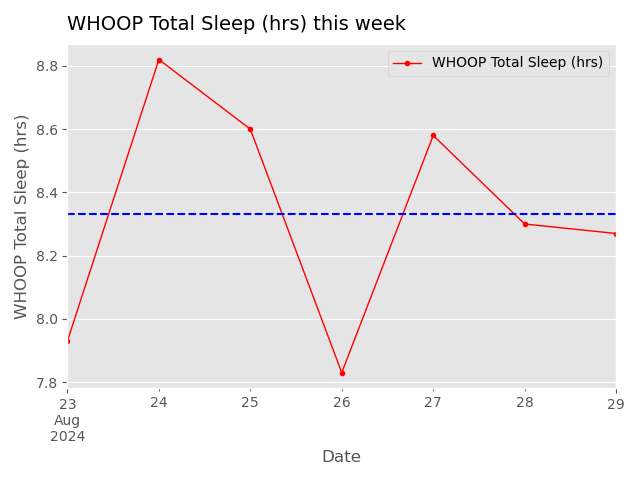 WHOOP Total Sleep (hrs) this week
WHOOP Total Sleep (hrs)
WHOOP Total Sleep (hrs)
8.8
8.6
8.4
8.2
8.0
7.8
23 24 25 26 27 28 29
Aug
2024
Date